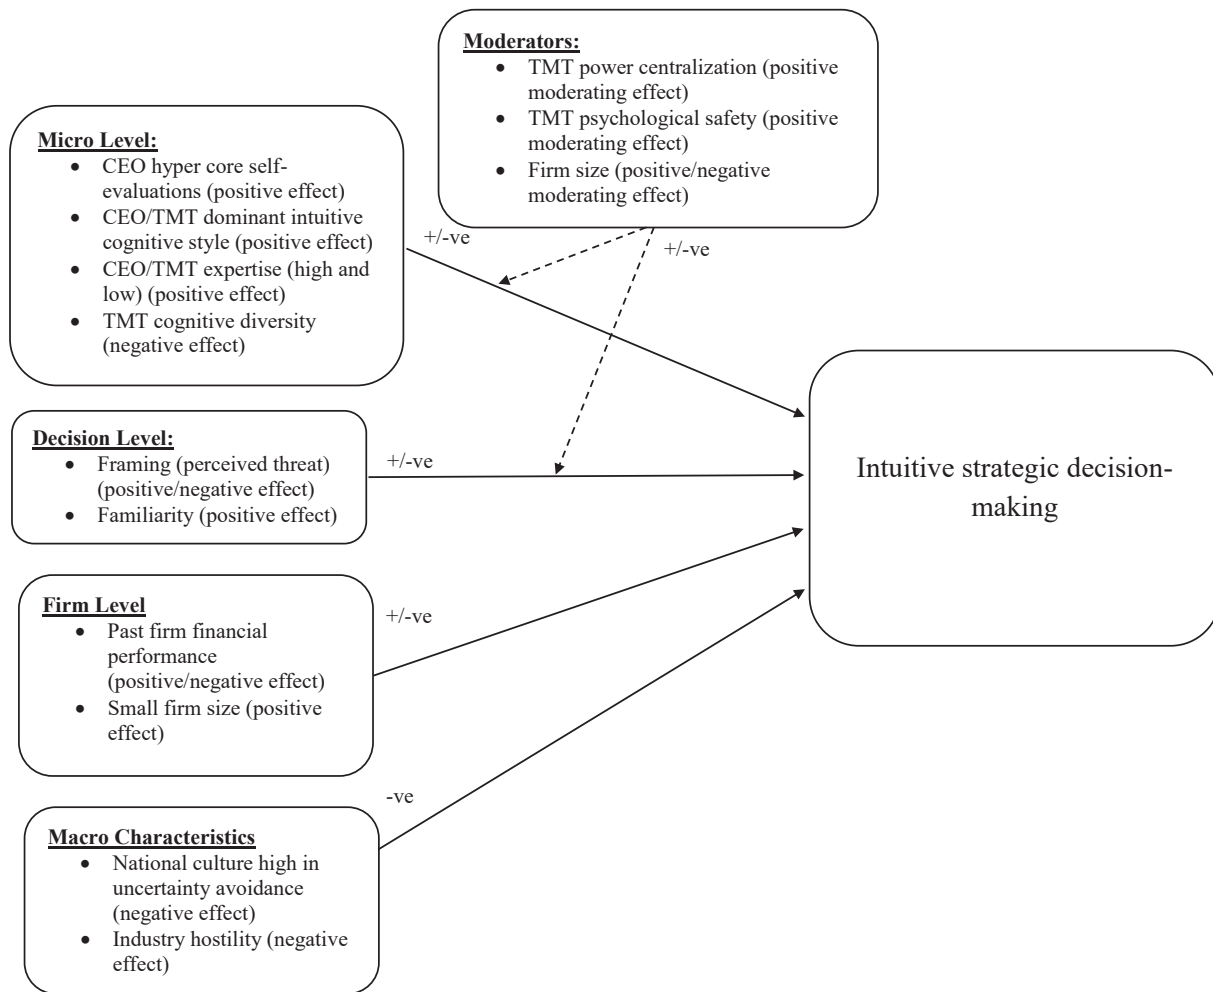 Moderators:
• TMT power centralization (positive
moderating effect)
• TMT psychological safety (positive
moderating effect)
• Firm size (positive/negative
moderating effect)
Micro Level:
• CEO hyper core self-
evaluations (positive effect)
• CEO/TMT dominant intuitive
cognitive style (positive effect)
• CEO/TMT expertise (high and
low) (positive effect)
• TMT cognitive diversity
(negative effect)
+/-ve
+/-ve
Decision Level:
• Framing (perceived threat)
(positive/negative effect)
• Familiarity (positive effect)
+/-ve
Intuitive strategic decision-
making
Firm Level
• Past firm financial
performance
(positive/negative effect)
• Small firm size (positive
effect)
+/-ve
Macro Characteristics
• National culture high in
uncertainty avoidance
(negative effect)
• Industry hostility (negative
effect)
-ve